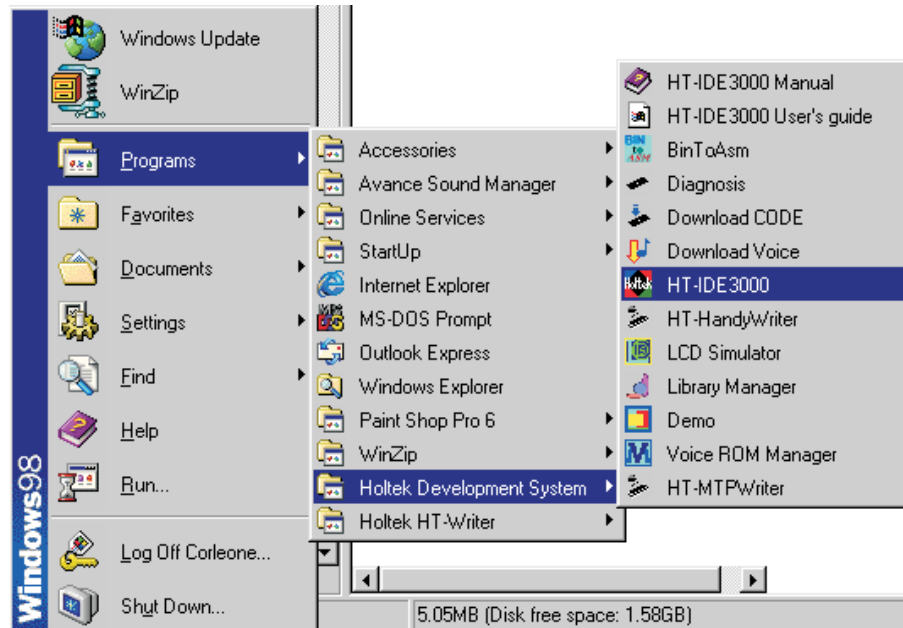 Windows Update
WinZip
Programs
Favorites
Documents
Settings
Find
Help
Run...
Log Off Corleone...
Shut Down...
Windows98
Accessories
Avance Sound Manager
Online Services
StartUp
Internet Explorer
MS-DOS Prompt
Outlook Express
Windows Explorer
Paint Shop Pro 6
WinZip
Holtek Development System
Holtek HT-Writer
HT-IDE3000 Manual
HT-IDE3000 User's guide
BIN to ASM
BinToAsm
Diagnosis
Download CODE
Download Voice
Holtek
HT-IDE3000
HT-HandyWriter
LCD Simulator
Library Manager
Demo
Voice ROM Manager
HT-MTPWriter
5.05MB (Disk free space: 1.58GB)